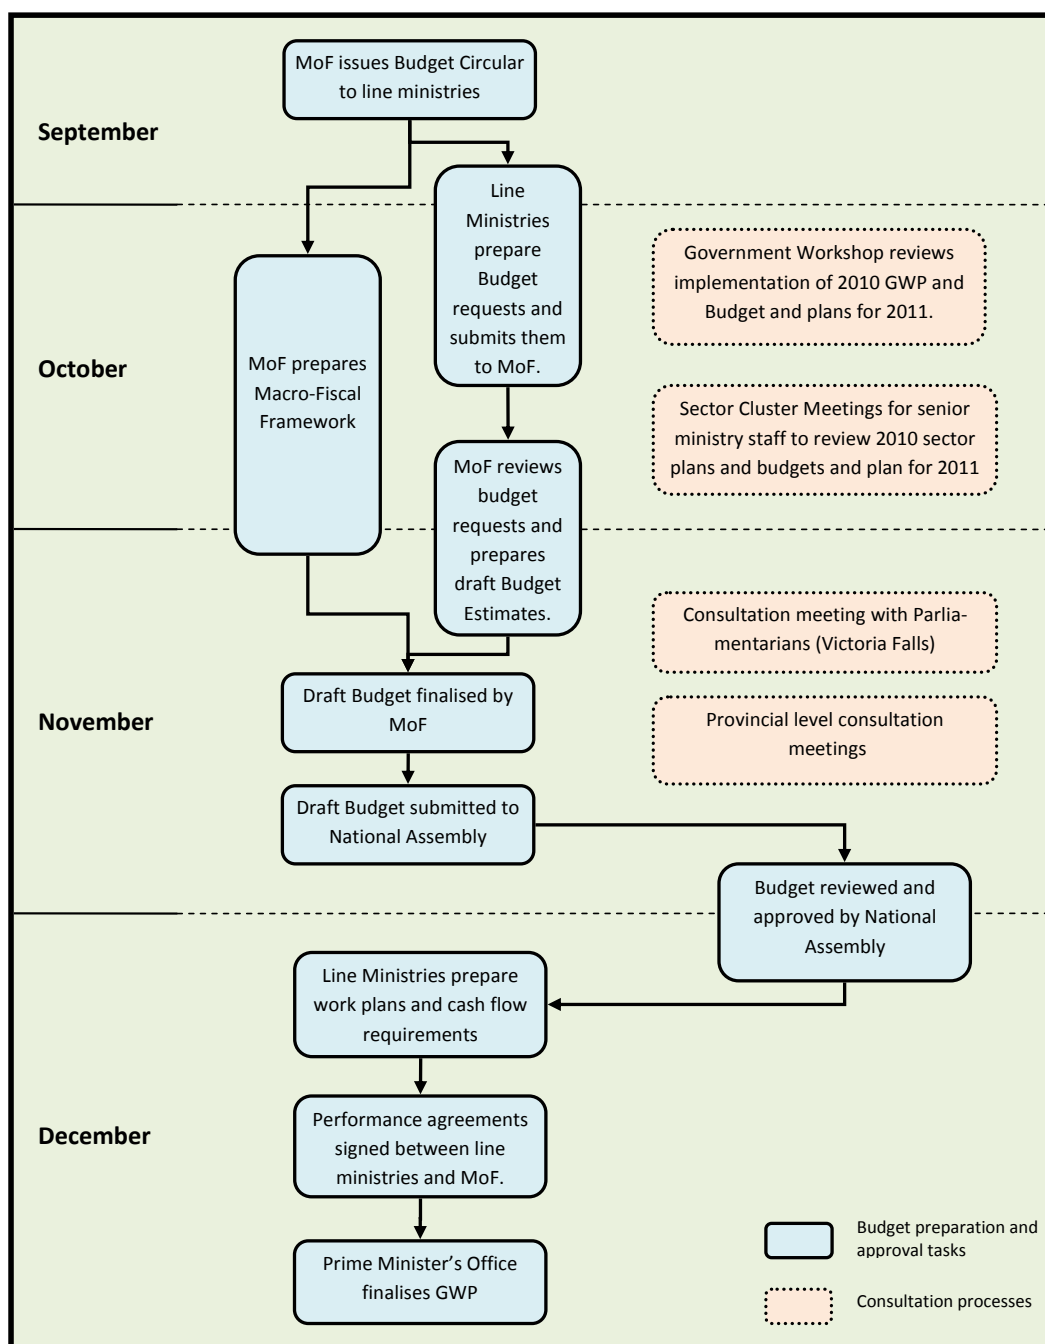 MoF issues Budget Circular
to line ministries
September
Line
Ministries
prepare
Budget
requests and
submits them
to MoF.
Government Workshop reviews
implementation of 2010 GWP and
Budget and plans for 2011.
October
MoF prepares
Macro-Fiscal
Framework
Sector Cluster Meetings for senior
ministry staff to review 2010 sector
plans and budgets and plan for 2011
MoF reviews
budget
requests and
prepares
draft Budget
Estimates.
Consultation meeting with Parlia-
mentarians (Victoria Falls)
November
Draft Budget finalised by
MoF
Provincial level consultation
meetings
Draft Budget submitted to
National Assembly
Budget reviewed and
approved by National
Assembly
Line Ministries prepare
work plans and cash flow
requirements
December
Performance agreements
signed between line
ministries and MoF.
Prime Minister’s Office
finalises GWP
Budget preparation and
approval tasks
Consultation processes